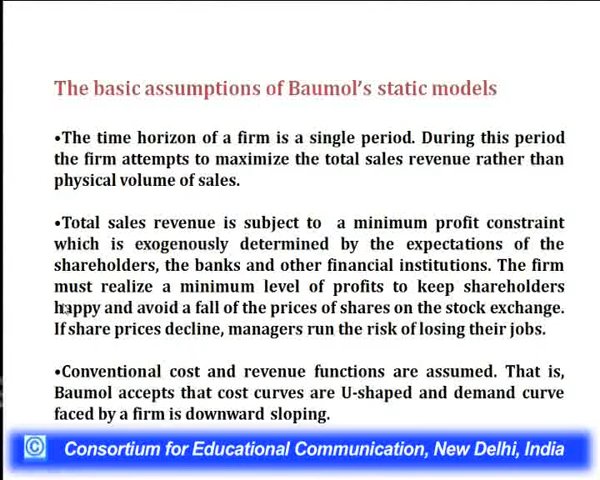 The basic assumptions of Baumol's static models
•The time horizon of a firm is a single period. During this period
the firm attempts to maximize the total sales revenue rather than
physical volume of sales.
•Total sales revenue is subject to a minimum profit constraint
which is exogenously determined by the expectations of the
shareholders, the banks and other financial institutions. The firm
must realize a minimum level of profits to keep shareholders
happy and avoid a fall of the prices of shares on the stock exchange.
If share prices decline, managers run the risk of losing their jobs.
•Conventional cost and revenue functions are assumed. That is,
Baumol accepts that cost curves are U-shaped and demand curve
faced by a firm is downward sloping.
© Consortium for Educational Communication, New Delhi, India